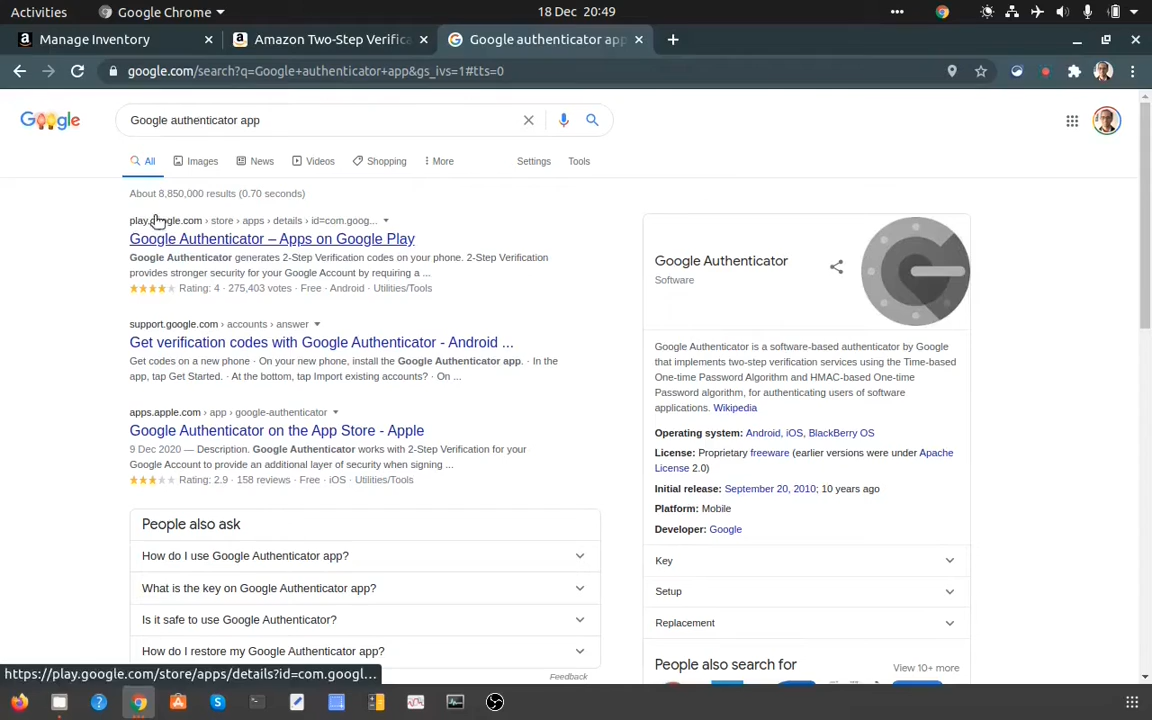 Activities Google Chrome 18 Dec 20:49
Manage Inventory
Amazon Two-Step Verifica
Google authenticator app
google.com/search?q=Google+authenticator+app&gs_ivs=1#tts=0
Google
Google authenticator app
All Images News Videos Shopping More Settings Tools
About 8,850,000 results (0.70 seconds)
play.google.com › store › apps › details › id=com.goog...
Google Authenticator – Apps on Google Play
Google Authenticator generates 2-Step Verification codes on your phone. 2-Step Verification
provides stronger security for your Google Account by requiring a ...
Rating: 4 · 275,403 votes · Free · Android · Utilities/Tools
support.google.com › accounts › answer
Get verification codes with Google Authenticator - Android ...
Get codes on a new phone · On your new phone, install the Google Authenticator app. · In the
app, tap Get Started. · At the bottom, tap Import existing accounts? · On ...
apps.apple.com › app › google-authenticator
Google Authenticator on the App Store - Apple
9 Dec 2020 — Description. Google Authenticator works with 2-Step Verification for your
Google Account to provide an additional layer of security when signing ...
Rating: 2.9 · 158 reviews · Free · iOS · Utilities/Tools
People also ask
How do I use Google Authenticator app?
What is the key on Google Authenticator app?
Is it safe to use Google Authenticator?
How do I restore my Google Authenticator app?
Feedback
Google Authenticator
Software
Google Authenticator is a software-based authenticator by Google
that implements two-step verification services using the Time-based
One-time Password Algorithm and HMAC-based One-time
Password algorithm, for authenticating users of software
applications. Wikipedia
Operating system: Android, iOS, BlackBerry OS
License: Proprietary freeware (earlier versions were under Apache
License 2.0)
Initial release: September 20, 2010; 10 years ago
Platform: Mobile
Developer: Google
Key
Setup
Replacement
People also search for
View 10+ more
https://play.google.com/store/apps/details?id=com.googl...